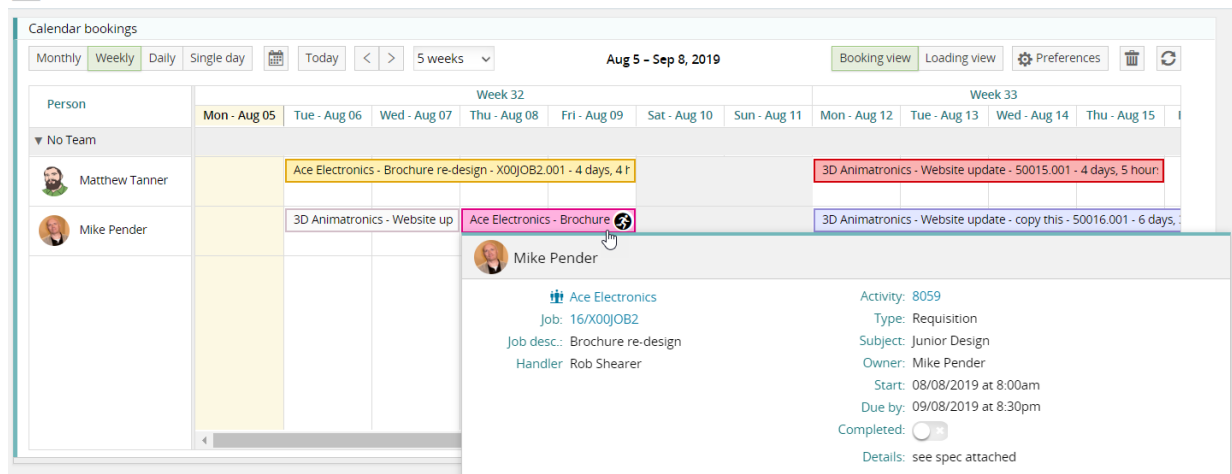 Calendar bookings
Monthly Weekly Daily Single day Today < > 5 weeks Aug 5 – Sep 8, 2019 Booking view Loading view Preferences
Person Week 32 Week 33
Mon - Aug 05 Tue - Aug 06 Wed - Aug 07 Thu - Aug 08 Fri - Aug 09 Sat - Aug 10 Sun - Aug 11 Mon - Aug 12 Tue - Aug 13 Wed - Aug 14 Thu - Aug 15
No Team
Matthew Tanner Ace Electronics - Brochure re-design - X00JOB2.001 - 4 days, 4 h 3D Animatronics - Website update - 50015.001 - 4 days, 5 hours
Mike Pender 3D Animatronics - Website up Ace Electronics - Brochure 3D Animatronics - Website update - copy this - 50016.001 - 6 days,
Mike Pender
Ace Electronics Activity: 8059
Job: 16/X00JOB2 Type: Requisition
Job desc.: Brochure re-design Subject: Junior Design
Handler Rob Shearer Owner: Mike Pender
Start: 08/08/2019 at 8:00am
Due by: 09/08/2019 at 8:30pm
Completed:
Details: see spec attached